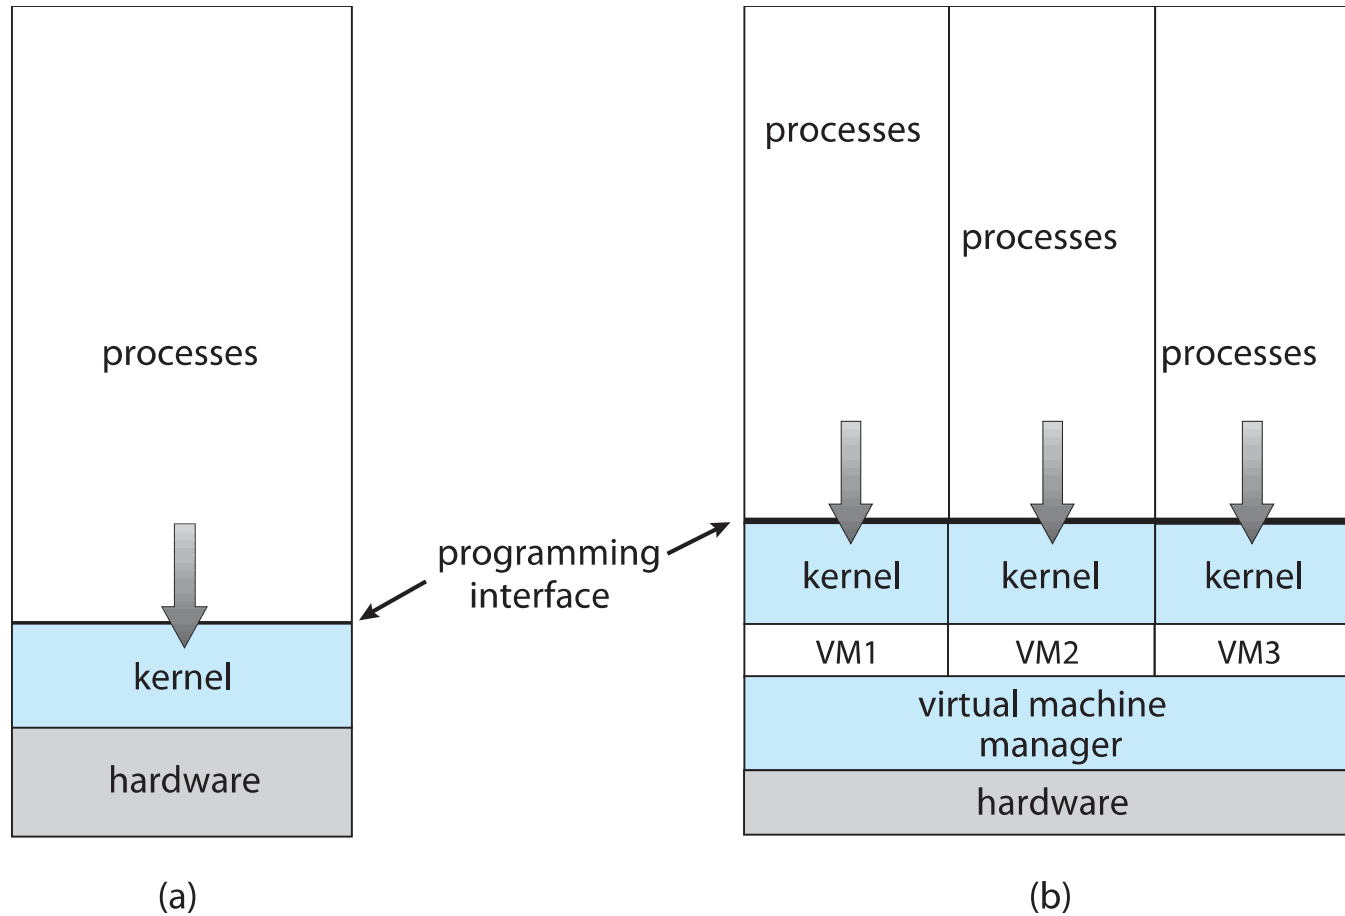 processes
kernel
hardware
(a)
programming
interface
processes
processes
processes
kernel
kernel
kernel
VM1
VM2
VM3
virtual machine
manager
hardware
(b)